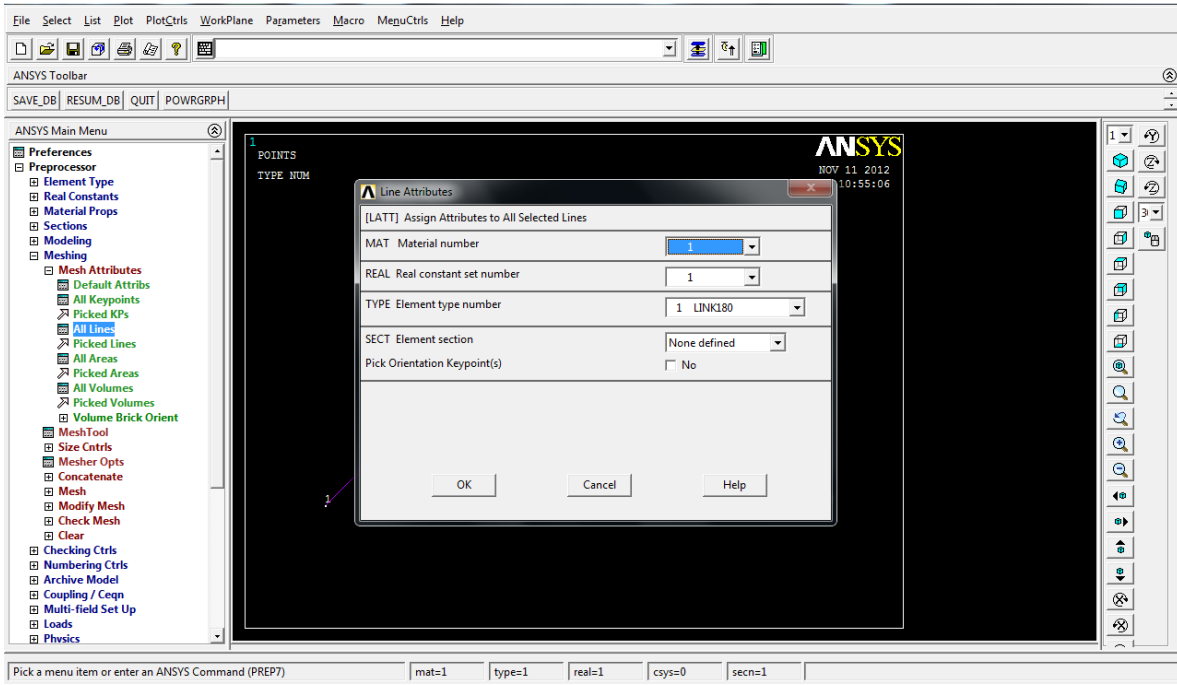 File Select List Plot PlotCtrls WorkPlane Parameters Macro MenuCtrls Help
ANSYS Toolbar
SAVE_DB RESUM_DB QUIT POWRGRPH
ANSYS Main Menu
Preferences
Preprocessor
Element Type
Real Constants
Material Props
Sections
Modeling
Meshing
Mesh Attributes
Default Attribs
All Keypoints
Picked KPs
All Lines
Picked Lines
All Areas
Picked Areas
All Volumes
Picked Volumes
Volume Brick Orient
MeshTool
Size Cntrls
Mesher Opts
Concatenate
Mesh
Modify Mesh
Check Mesh
Clear
Checking Ctrls
Numbering Ctrls
Archive Model
Coupling / Ceqn
Multi-field Set Up
Loads
Physics
1
POINTS
TYPE NUM
ANSYS
NOV 11 2012
10:55:06
1
Line Attributes
[LATT] Assign Attributes to All Selected Lines
MAT Material number 1
REAL Real constant set number 1
TYPE Element type number 1 LINK180
SECT Element section None defined
Pick Orientation Keypoint(s) No
OK Cancel Help
1
3
Pick a menu item or enter an ANSYS Command (PREP7) mat=1 type=1 real=1 csys=0 secn=1